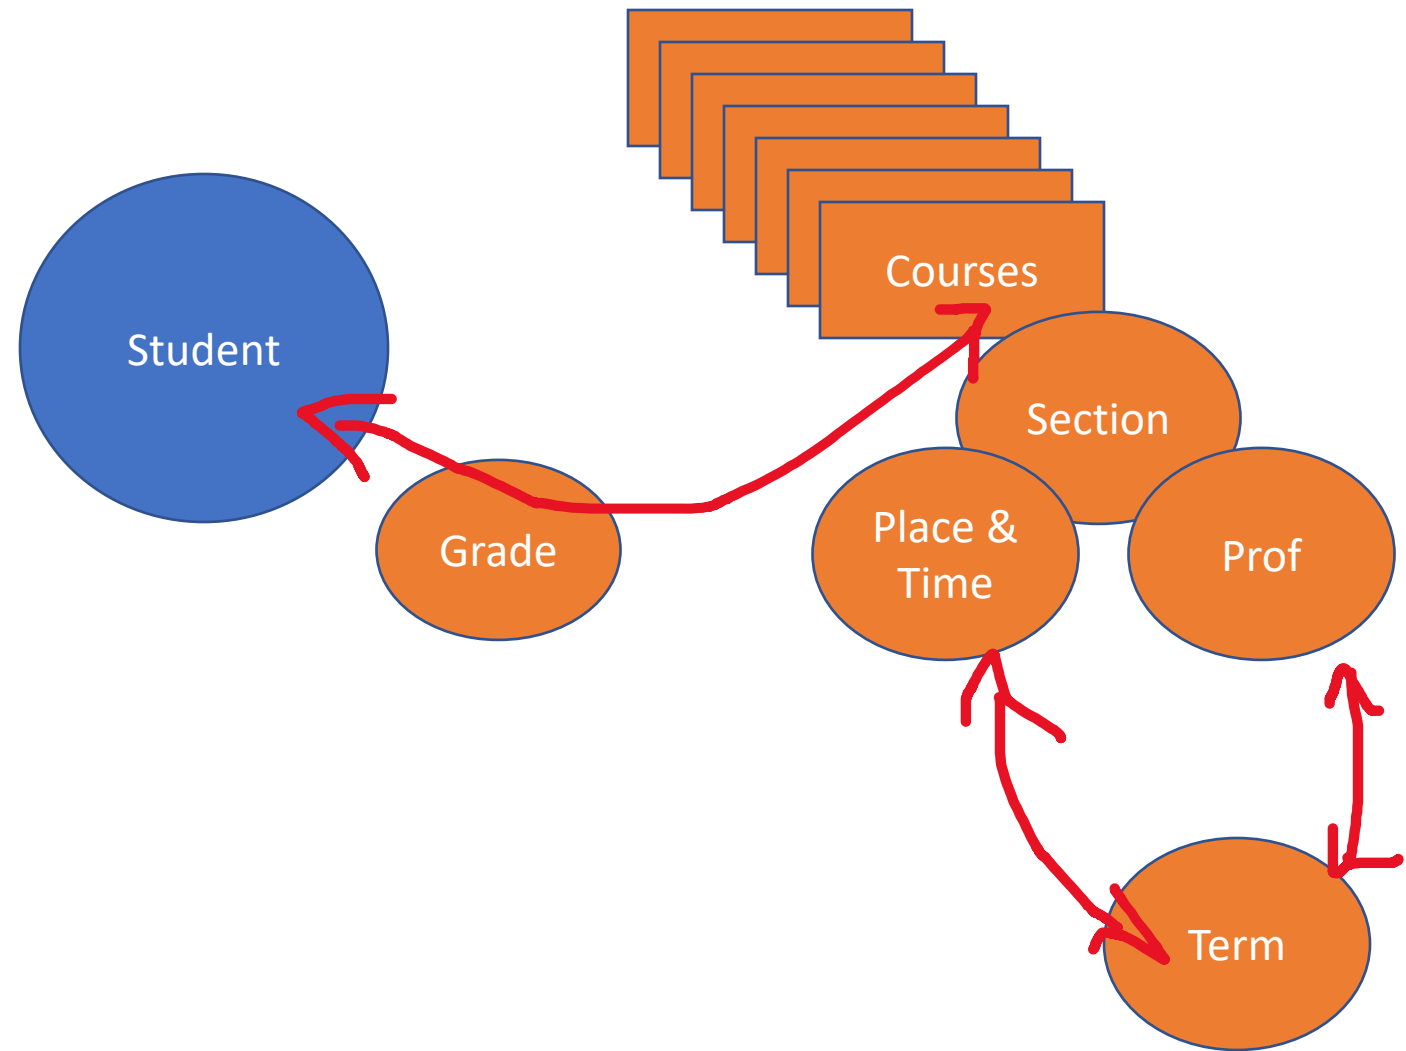 Courses
Student
Section
Place &
Time
Prof
Grade
Term